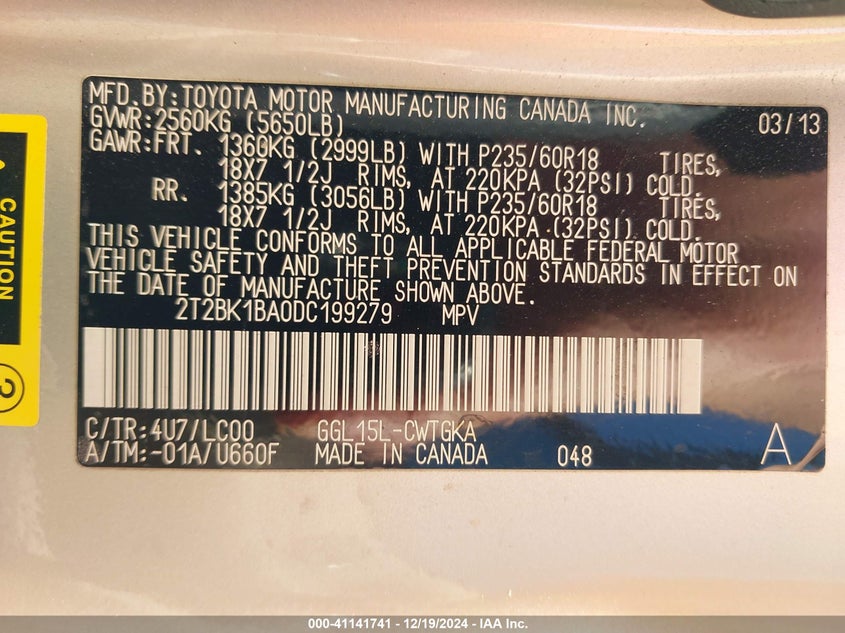 MFD.BY:TOYOTA MOTOR MANUFACTURING CANADA INC. 03/13
GVWR:2560KG (5650LB)
GAWR:FRT. 1360KG (2999LB) WITH P235/60R18 TIRES,
18X7 1/2J RIMS, AT 220KPA (32PSI) COLD.
RR. 1385KG (3056LB) WITH P235/60R18 TIRES,
18X7 1/2J RIMS, AT 220KPA (32PSI) COLD.
THIS VEHICLE CONFORMS TO ALL APPLICABLE FEDERAL MOTOR
VEHICLE SAFETY AND THEFT PREVENTION STANDARDS IN EFFECT ON
THE DATE OF MANUFACTURE SHOWN ABOVE.
2T2BK1BA0DC199279 MPV
C/TR:4U7/LC00 GGL15L-CWTGKA
A/TM:-01A/U660F MADE IN CANADA 048 A
CAUTION
000-41141741 - 12/19/2024 - IAA Inc.